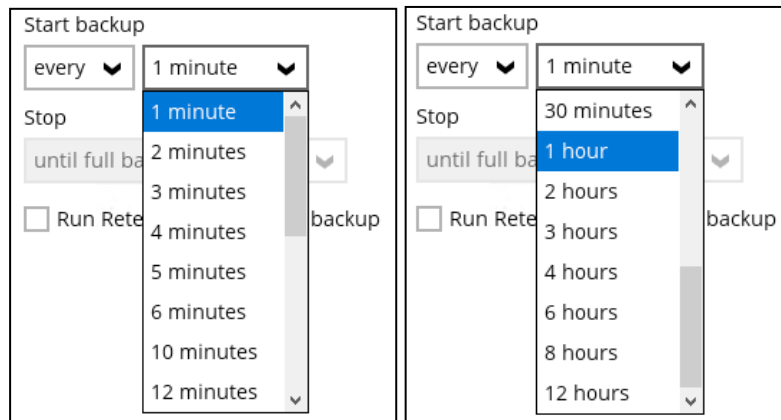 Start backup
every 1 minute
1 minute
Stop
2 minutes
until full ba
3 minutes
Run Rete backup
4 minutes
5 minutes
6 minutes
10 minutes
12 minutes
Start backup
every 1 minute
30 minutes
Stop
1 hour
until full ba
2 hours
Run Rete backup
3 hours
4 hours
6 hours
8 hours
12 hours